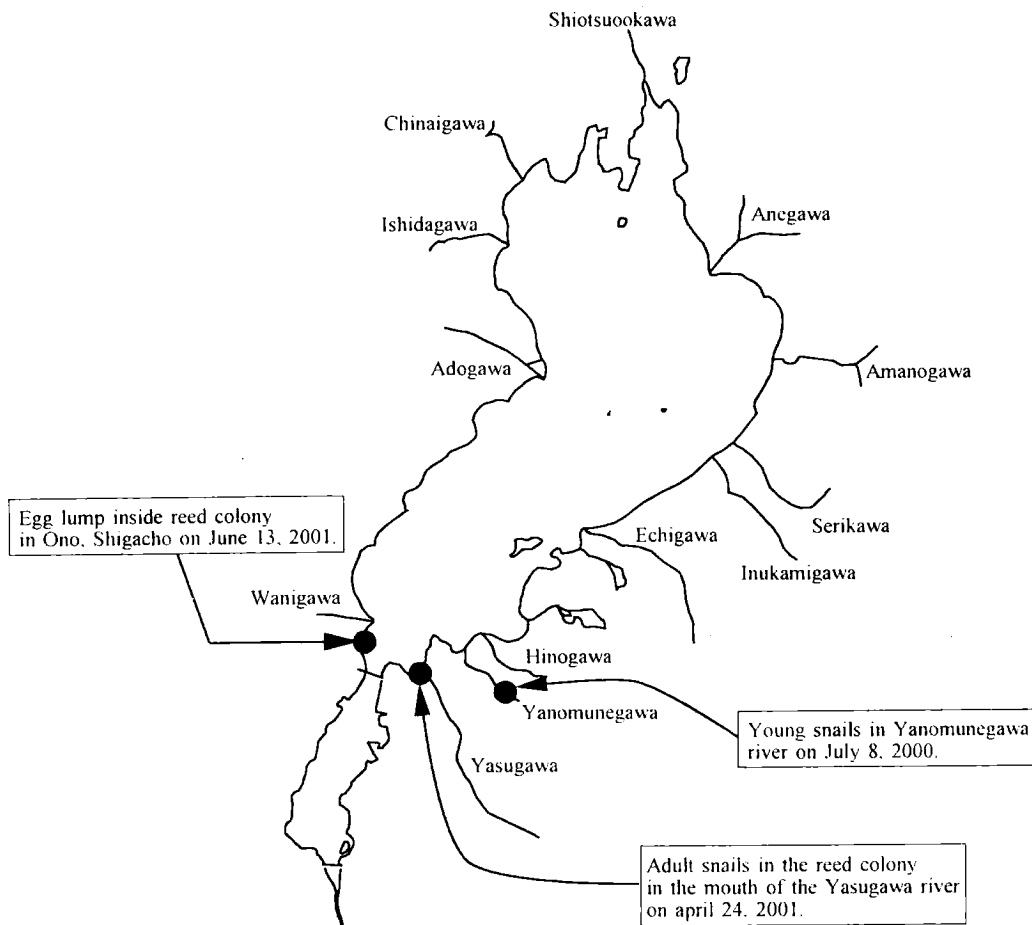 Shiotsuookawa
Chinaigawa
Ishidagawa
Anegawa
Adogawa
Amanogawa
Egg lump inside reed colony
in Ono, Shigacho on June 13, 2001.
Echigawa
Serikawa
Inukamigawa
Wanigawa
Hinogawa
Yanomunegawa
Young snails in Yanomunegawa
river on July 8, 2000.
Yasugawa
Adult snails in the reed colony
in the mouth of the Yasugawa river
on april 24, 2001.